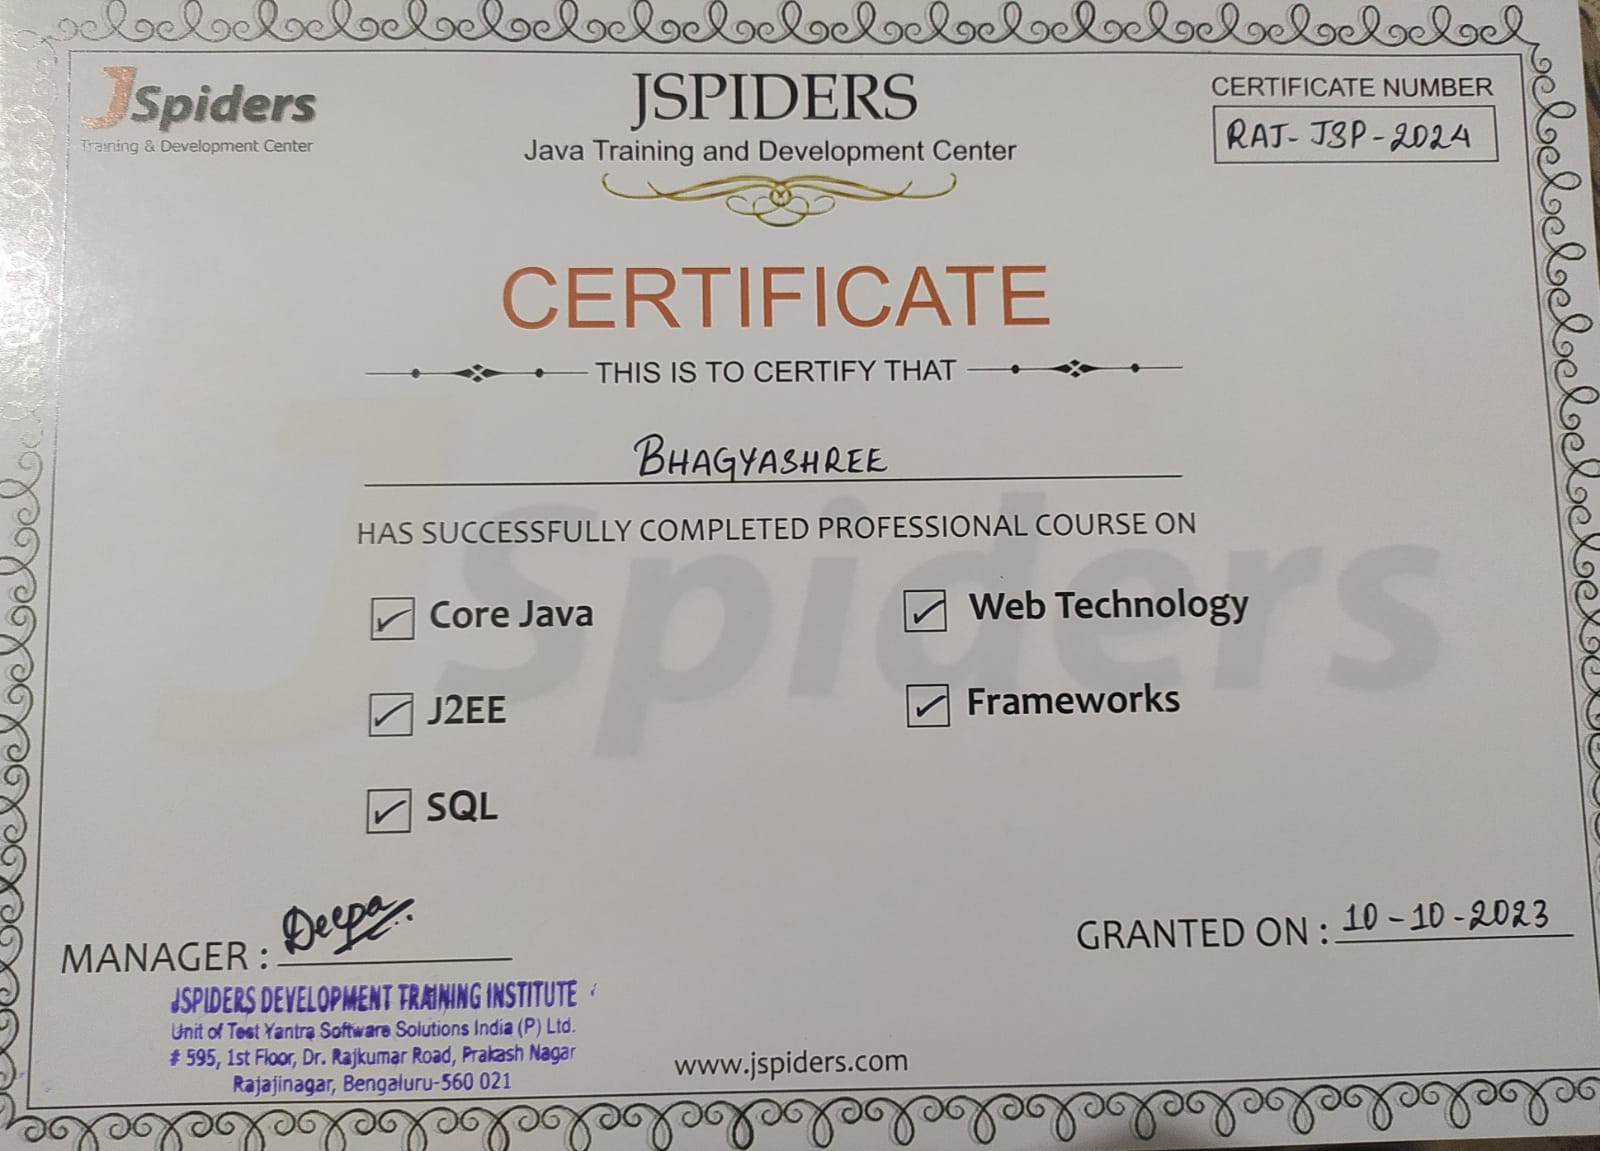 JSpiders
Training & Development Center
JSPIDERS
Java Training and Development Center
CERTIFICATE NUMBER
RAJ-JSP-2024
CERTIFICATE
THIS IS TO CERTIFY THAT
BHAGYASHREE
HAS SUCCESSFULLY COMPLETED PROFESSIONAL COURSE ON
Core Java
Web Technology
J2EE
Frameworks
SQL
JSpiders
MANAGER : Deepa
GRANTED ON : 10-10-2023
JSPIDERS DEVELOPMENT TRAINING INSTITUTE
Unit of Test Yantra Software Solutions India (P) Ltd.
# 595, 1st Floor, Dr. Rajkumar Road, Prakash Nagar
Rajajinagar, Bengaluru-560 021
www.jspiders.com